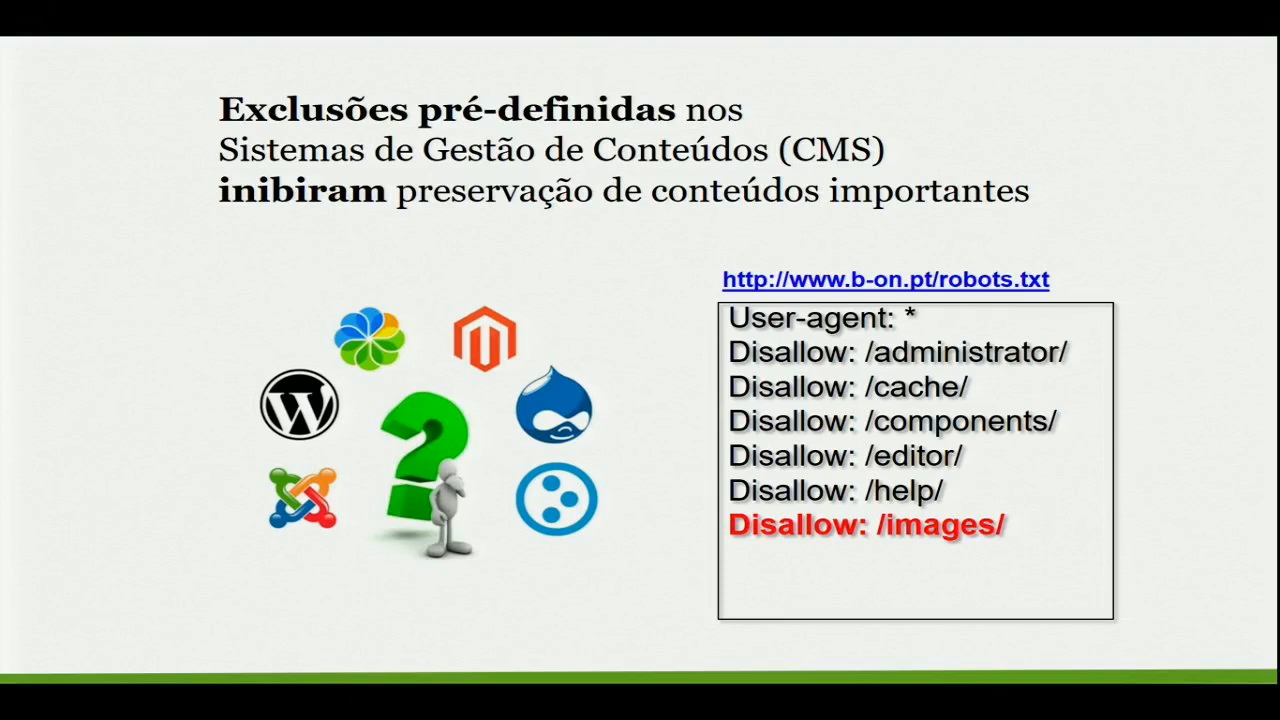 Exclusões pré-definidas nos
Sistemas de Gestão de Conteúdos (CMS)
inibiram preservação de conteúdos importantes
http://www.b-on.pt/robots.txt
User-agent: *
Disallow: /administrator/
Disallow: /cache/
Disallow: /components/
Disallow: /editor/
Disallow: /help/
Disallow: /images/